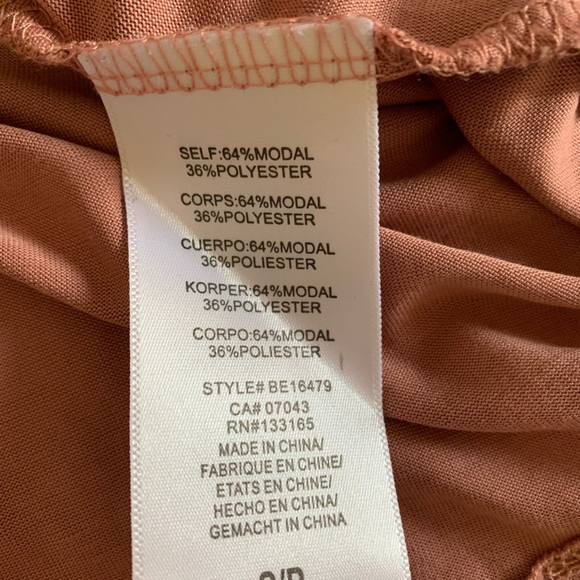 SELF:64%MODAL
36%POLYESTER
CORPS:64%MODAL
36%POLYESTER
CUERPO:64%MODAL
36%POLIESTER
KORPER:64%MODAL
36%POLYESTER
CORPO:64%MODAL
36%POLIESTER
STYLE# BE16479
CA# 07043
RN#133165
MADE IN CHINA/
FABRIQUE EN CHINE/
ETATS EN CHINE/
HECHO EN CHINA/
GEMACHT IN CHINA